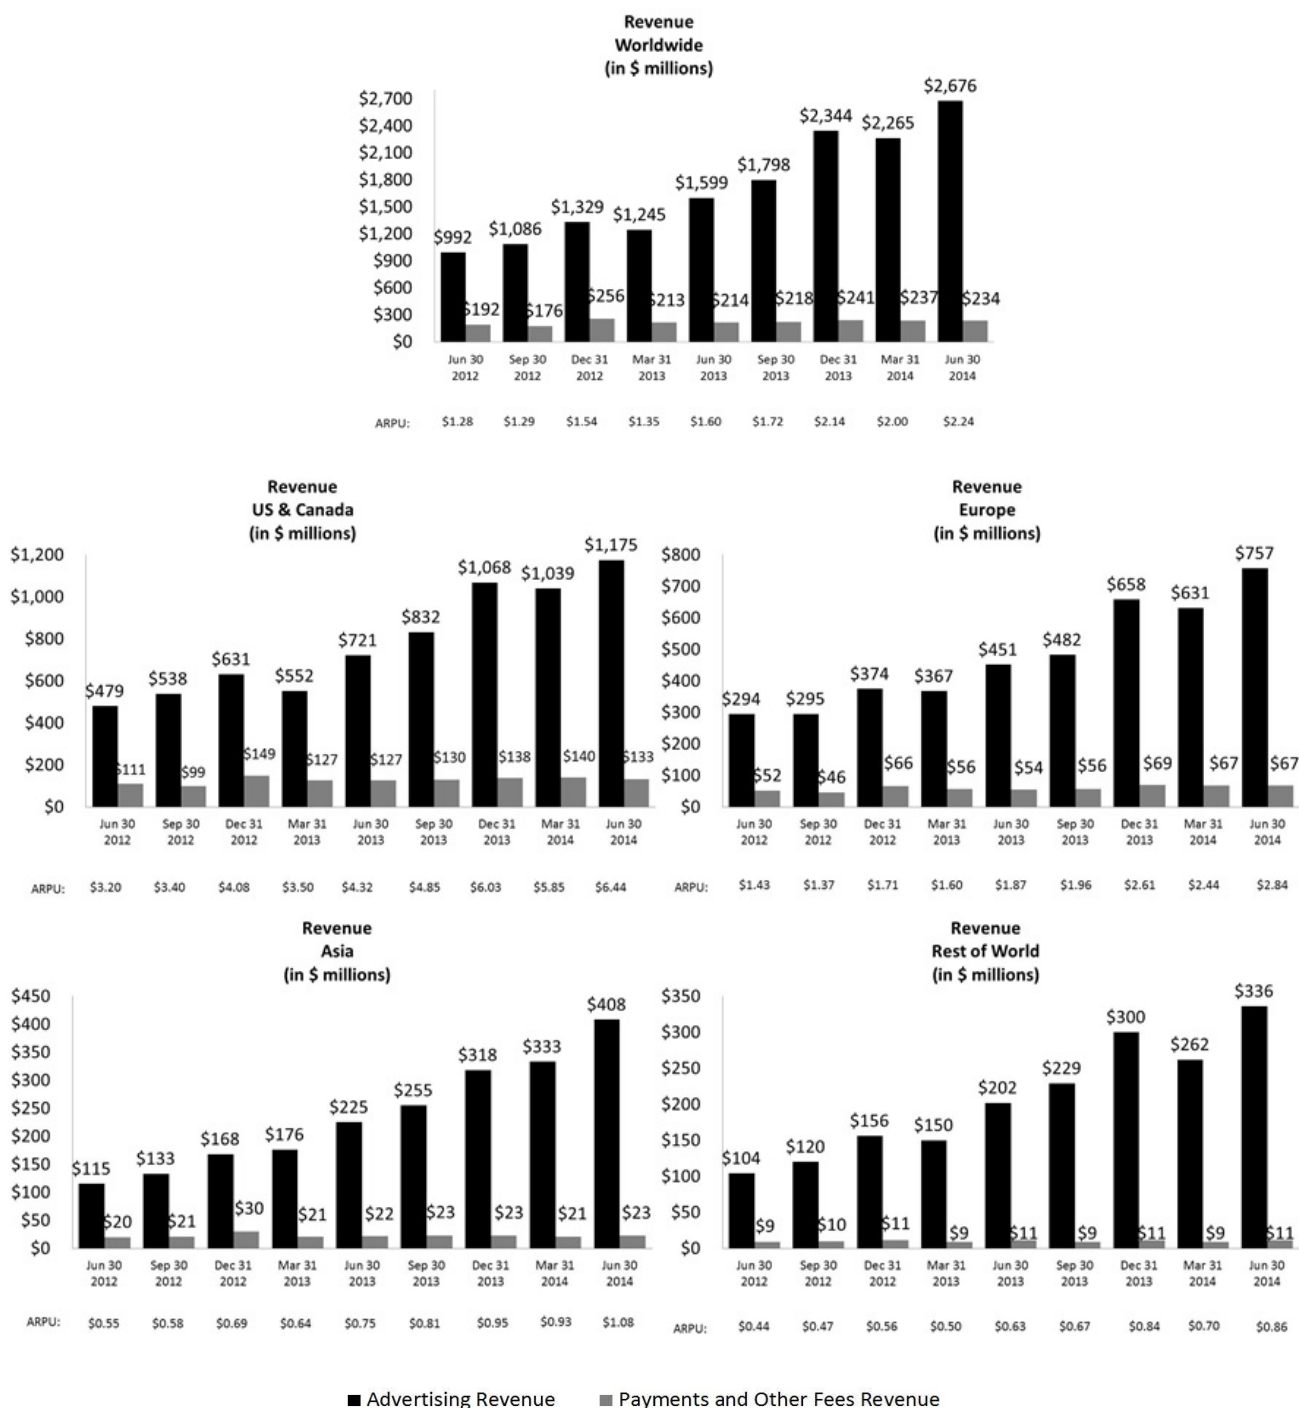 Revenue
Worldwide
(in $ millions)
$2,700
$2,400
$2,100
$1,800
$1,500
$1,200
$900
$600
$300
$0
$992 $1,086 $1,329 $1,245 $1,599 $1,798 $2,344 $2,265 $2,676
$192 $176 $256 $213 $214 $218 $241 $237 $234
Jun 30 Sep 30 Dec 31 Mar 31 Jun 30 Sep 30 Dec 31 Mar 31 Jun 30
2012 2012 2012 2013 2013 2013 2013 2014 2014
ARPU: $1.28 $1.29 $1.54 $1.35 $1.60 $1.72 $2.14 $2.00 $2.24
Revenue
US & Canada
(in $ millions)
$1,200
$1,000
$800
$600
$400
$200
$0
$479 $538 $631 $552 $721 $832 $1,068 $1,039 $1,175
$111 $99 $149 $127 $127 $130 $138 $140 $133
Jun 30 Sep 30 Dec 31 Mar 31 Jun 30 Sep 30 Dec 31 Mar 31 Jun 30
2012 2012 2012 2013 2013 2013 2013 2014 2014
ARPU: $3.20 $3.40 $4.08 $3.50 $4.32 $4.85 $6.03 $5.85 $6.44
Revenue
Europe
(in $ millions)
$800
$700
$600
$500
$400
$300
$200
$100
$0
$294 $295 $374 $367 $451 $482 $658 $631 $757
$52 $46 $66 $56 $54 $56 $69 $67 $67
Jun 30 Sep 30 Dec 31 Mar 31 Jun 30 Sep 30 Dec 31 Mar 31 Jun 30
2012 2012 2012 2013 2013 2013 2013 2014 2014
ARPU: $1.43 $1.37 $1.71 $1.60 $1.87 $1.96 $2.61 $2.44 $2.84
Revenue
Asia
(in $ millions)
$450
$400
$350
$300
$250
$200
$150
$100
$50
$0
$115 $133 $168 $176 $225 $255 $318 $333 $408
$20 $21 $30 $21 $22 $23 $23 $21 $23
Jun 30 Sep 30 Dec 31 Mar 31 Jun 30 Sep 30 Dec 31 Mar 31 Jun 30
2012 2012 2012 2013 2013 2013 2013 2014 2014
ARPU: $0.55 $0.58 $0.69 $0.64 $0.75 $0.81 $0.95 $0.93 $1.08
Revenue
Rest of World
(in $ millions)
$350
$300
$250
$200
$150
$100
$50
$0
$104 $120 $156 $150 $202 $229 $300 $262 $336
$9 $10 $11 $9 $11 $9 $11 $9 $11
Jun 30 Sep 30 Dec 31 Mar 31 Jun 30 Sep 30 Dec 31 Mar 31 Jun 30
2012 2012 2012 2013 2013 2013 2013 2014 2014
ARPU: $0.44 $0.47 $0.56 $0.50 $0.63 $0.67 $0.84 $0.70 $0.86
Advertising Revenue Payments and Other Fees Revenue